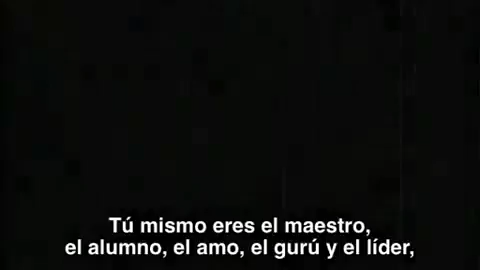 Tú mismo eres el maestro,
el alumno, el amo, el gurú y el líder,